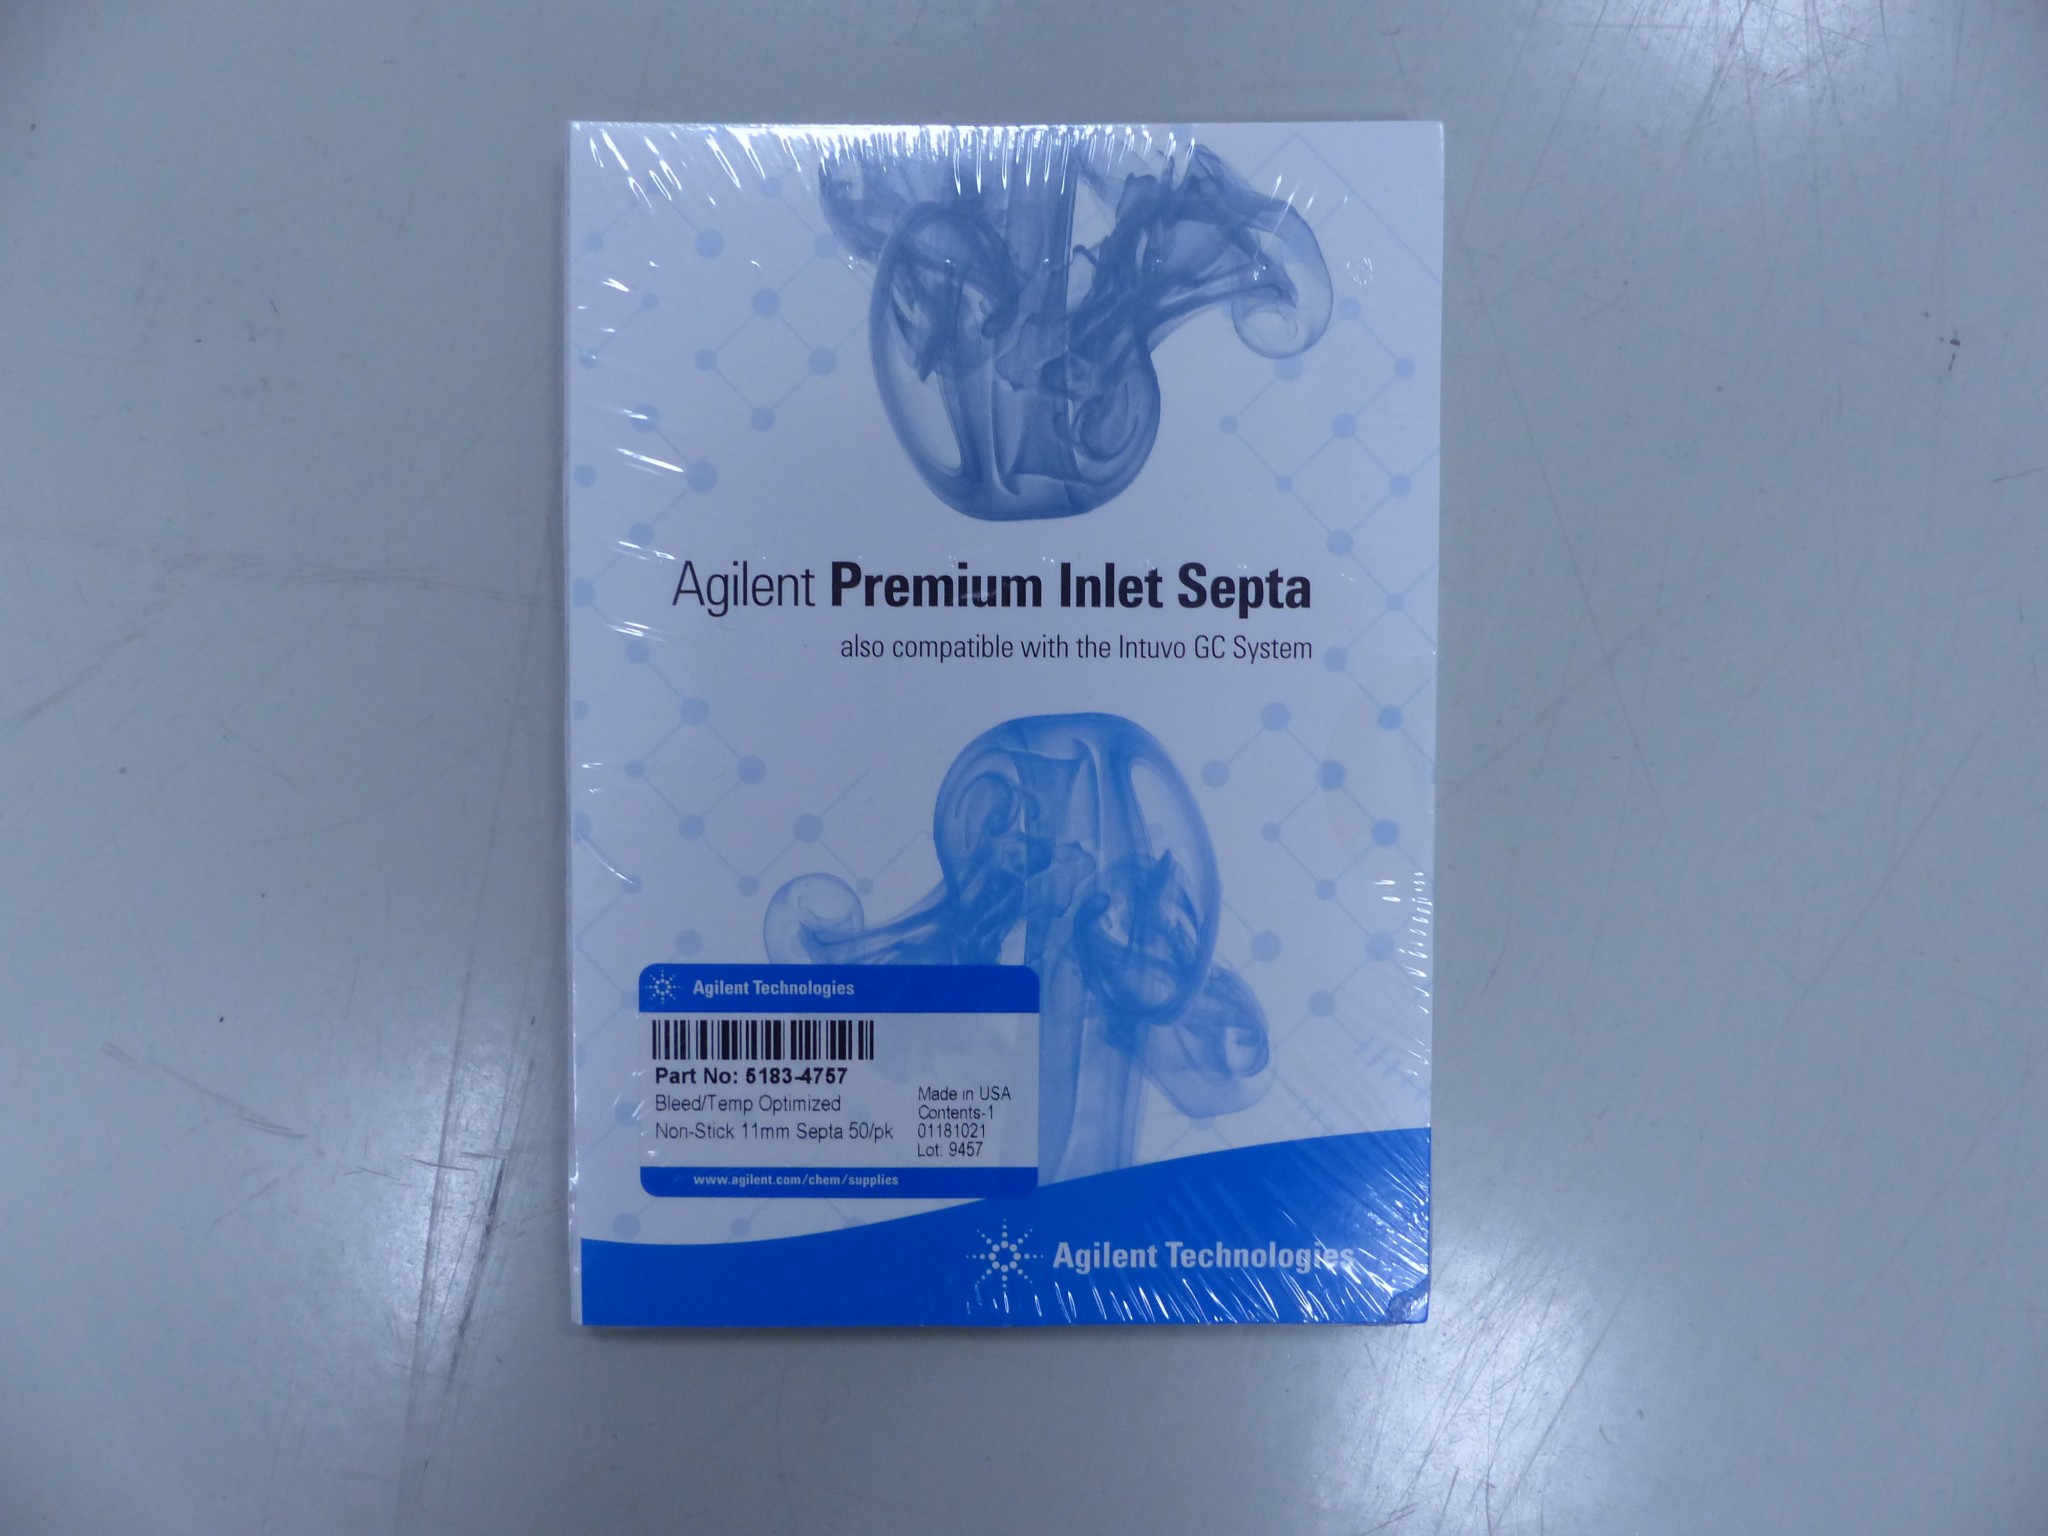 Agilent Premium Inlet Septa
also compatible with the Intuvo GC System
Agilent Technologies
Part No: 5183-4757
Bleed/Temp Optimized
Non-Stick 11mm Septa 50/pk
Made in USA
Contents-1
01181021
Lot: 9457
www.agilent.com/chem/supplies
Agilent Technologies